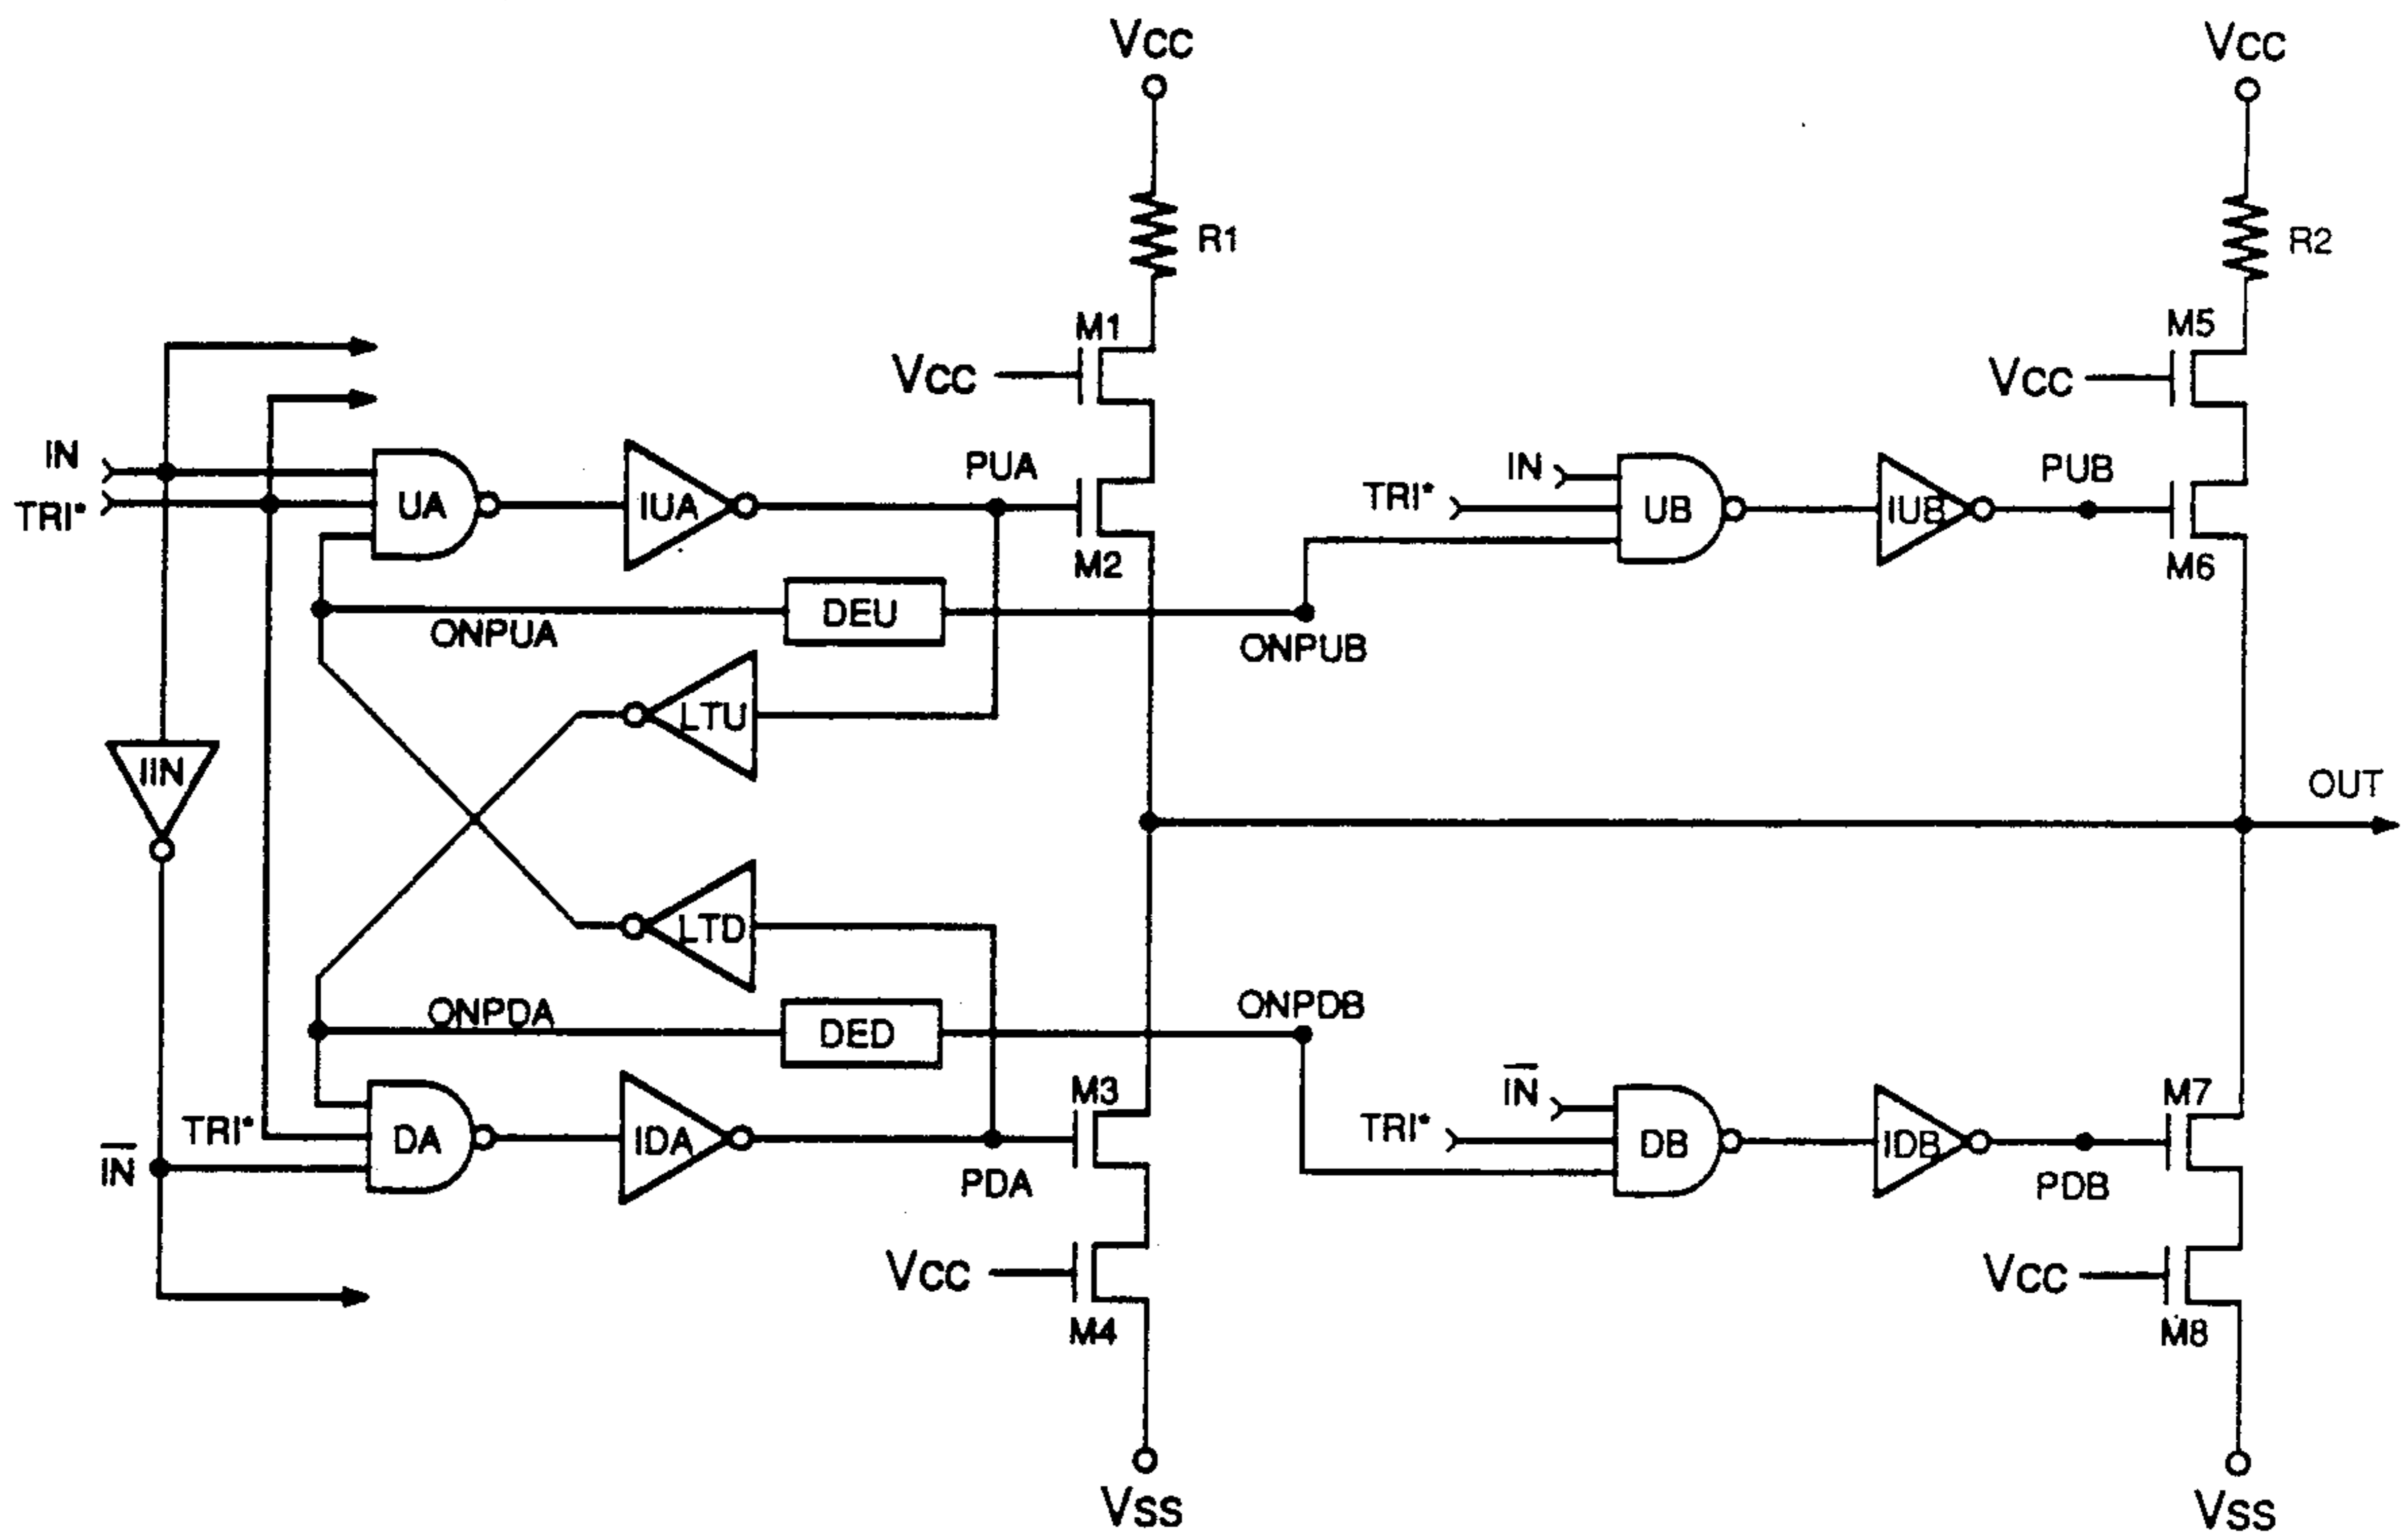 VCC
VCC
R1
R2
M1
M5
VCC
VCC
IN
TRI*
UA
IUA
PUA
M2
IN
TRI*
UB
IUB
PUB
M6
DEU
ONPUA
ONPUB
LTU
IIN
OUT
LTD
ONPDA
DED
ONPDB
TRI*
IN
DA
IDA
PDA
M3
IN
TRI*
DB
IDB
PDB
M7
VCC
M4
VCC
M8
VSS
VSS